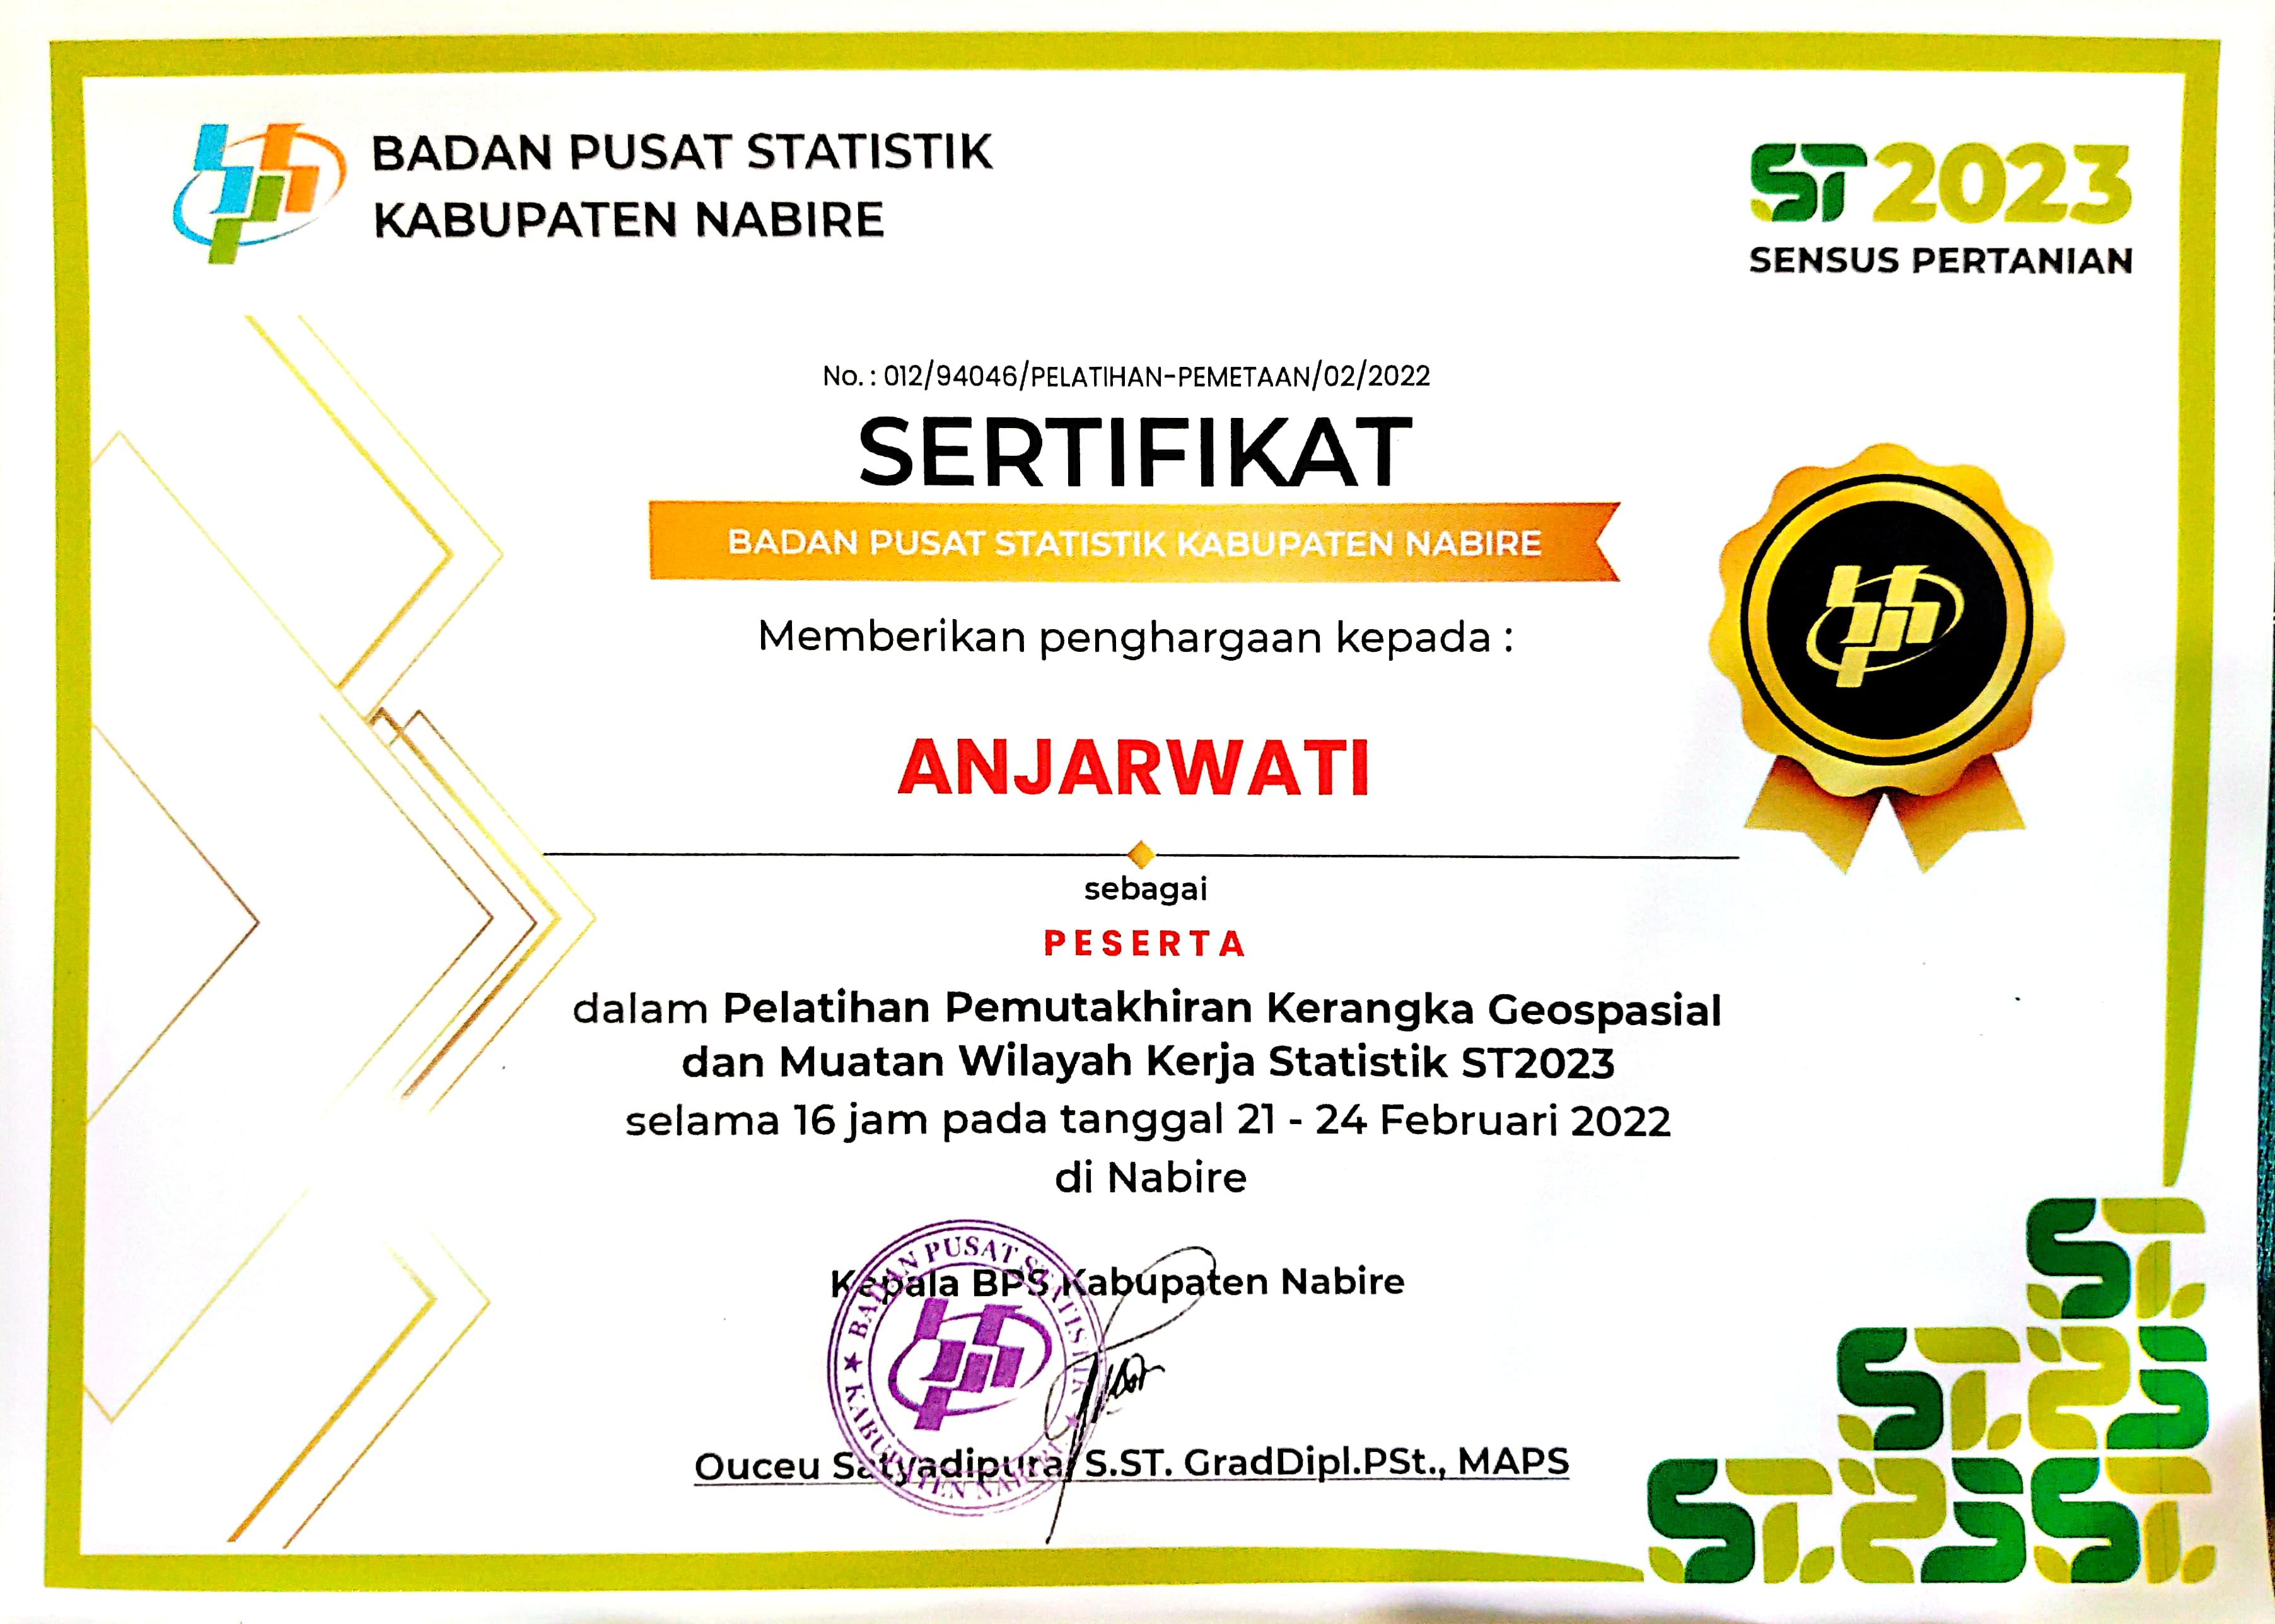 BADAN PUSAT STATISTIK
KABUPATEN NABIRE
ST2023
SENSUS PERTANIAN
No. : 012/94046/PELATIHAN-PEMETAAN/02/2022
SERTIFIKAT
BADAN PUSAT STATISTIK KABUPATEN NABIRE
Memberikan penghargaan kepada :
ANJARWATI
sebagai
PESERTA
dalam Pelatihan Pemutakhiran Kerangka Geospasial
dan Muatan Wilayah Kerja Statistik ST2023
selama 16 jam pada tanggal 21 - 24 Februari 2022
di Nabire
Kepala BPS Kabupaten Nabire
BADAN PUSAT STATISTIK
KABUPATEN NABIRE
Ouceu Satyadipura, S.ST. GradDipl.PSt., MAPS
ST
ST23
ST23ST